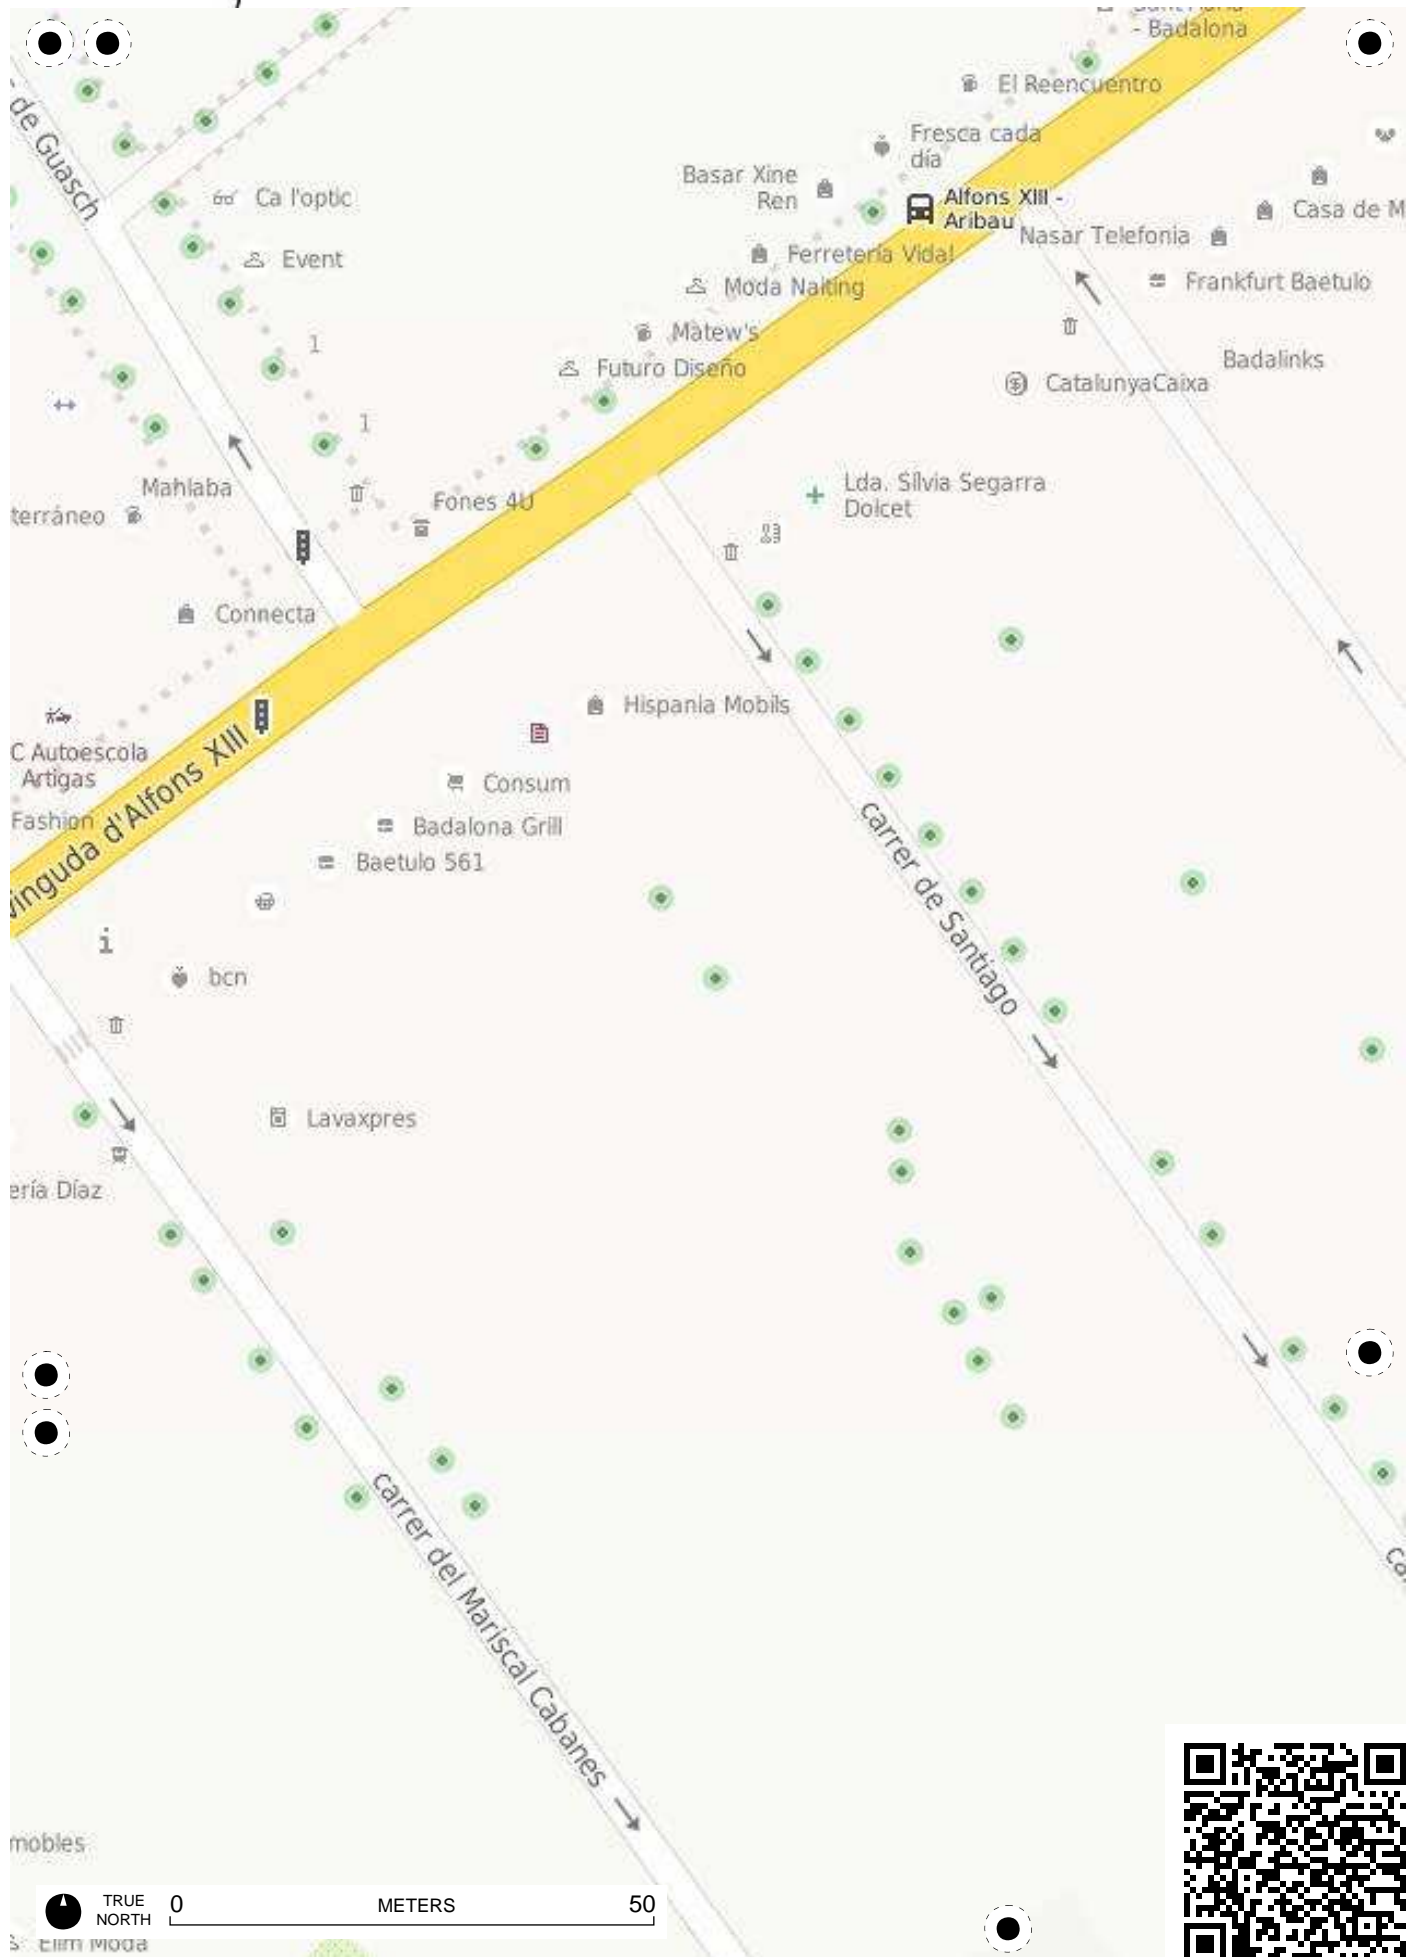 - Badalona
El Reencuentro
Fresca cada
día
de Guasch
Basar Xine
Ren
Ca l'optic
Alfons XIII -
Aribau
Casa de M
Nasar Telefonia
Event
Ferretería Vidal
Moda Naiting
Frankfurt Baetulo
Matew's
1
Futuro Diseño
Badalinks
CatalunyaCaixa
1
Mahlaba
Lda. Sílvia Segarra
Dolcet
Fones 4U
terráneo
Connecta
Hispania Mobils
C Autoescola
Artigas
Consum
Fashion
vinguda d'Alfons XIII
Badalona Grill
Baetulo 561
carrer de Santiago
bcn
Lavaxpres
ería Díaz
carrer del Mariscal Cabanes
mobles
TRUE
NORTH
0 METERS 50
Elim Moda